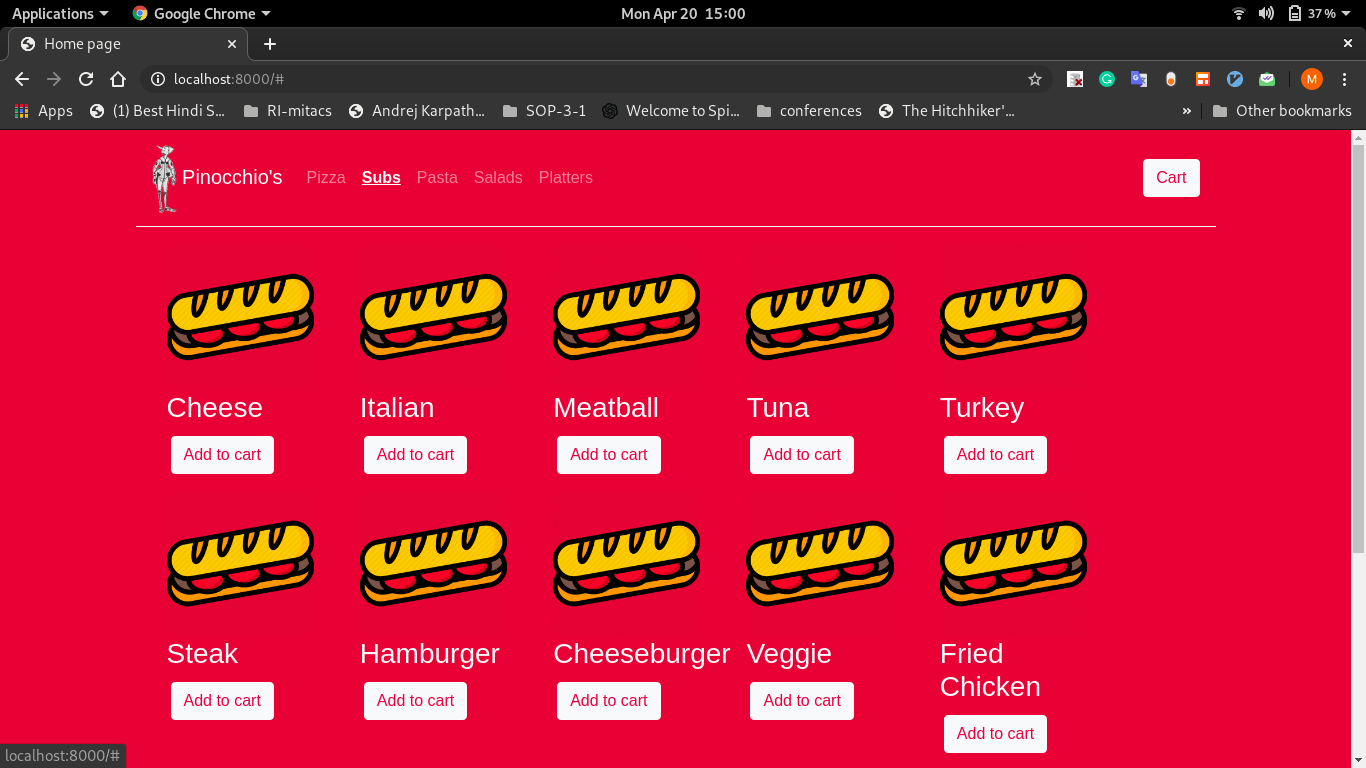 Applications Google Chrome Mon Apr 20 15:00 37%
Home page
localhost:8000/#
M
Apps (1) Best Hindi S... RI-mitacs Andrej Karpath... SOP-3-1 Welcome to Spi... conferences The Hitchhiker'... » Other bookmarks
Pinocchio's Pizza Subs Pasta Salads Platters Cart
Cheese Italian Meatball Tuna Turkey
Add to cart Add to cart Add to cart Add to cart Add to cart
Steak Hamburger Cheeseburger Veggie Fried
Chicken
Add to cart Add to cart Add to cart Add to cart
Add to cart
localhost:8000/#